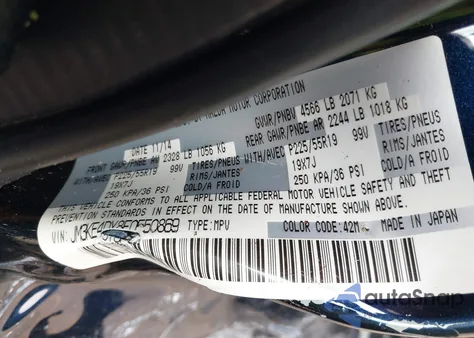 MAZDA MOTOR CORPORATION
DATE 11/14 GVWR/PNBV 4566 LB 2071 KG
FRONT GAWR/PNBE AV 2328 LB 1056 KG REAR GAWR/PNBE AR 2244 LB 1018 KG
WITH/AVEC P225/55R19 99V TIRES/PNEUS WITH/AVEC P225/55R19 99V TIRES/PNEUS
19X7J RIMS/JANTES 19X7J RIMS/JANTES
250 KPA/36 PSI COLD/A FROID 250 KPA/36 PSI COLD/A FROID
THIS VEHICLE CONFORMS TO ALL APPLICABLE FEDERAL MOTOR VEHICLE SAFETY AND THEFT
PREVENTION STANDARDS IN EFFECT ON THE DATE OF MANUFACTURE SHOWN ABOVE.
VIN: TYPE:MPV COLOR CODE:42M MADE IN JAPAN
autoSnap